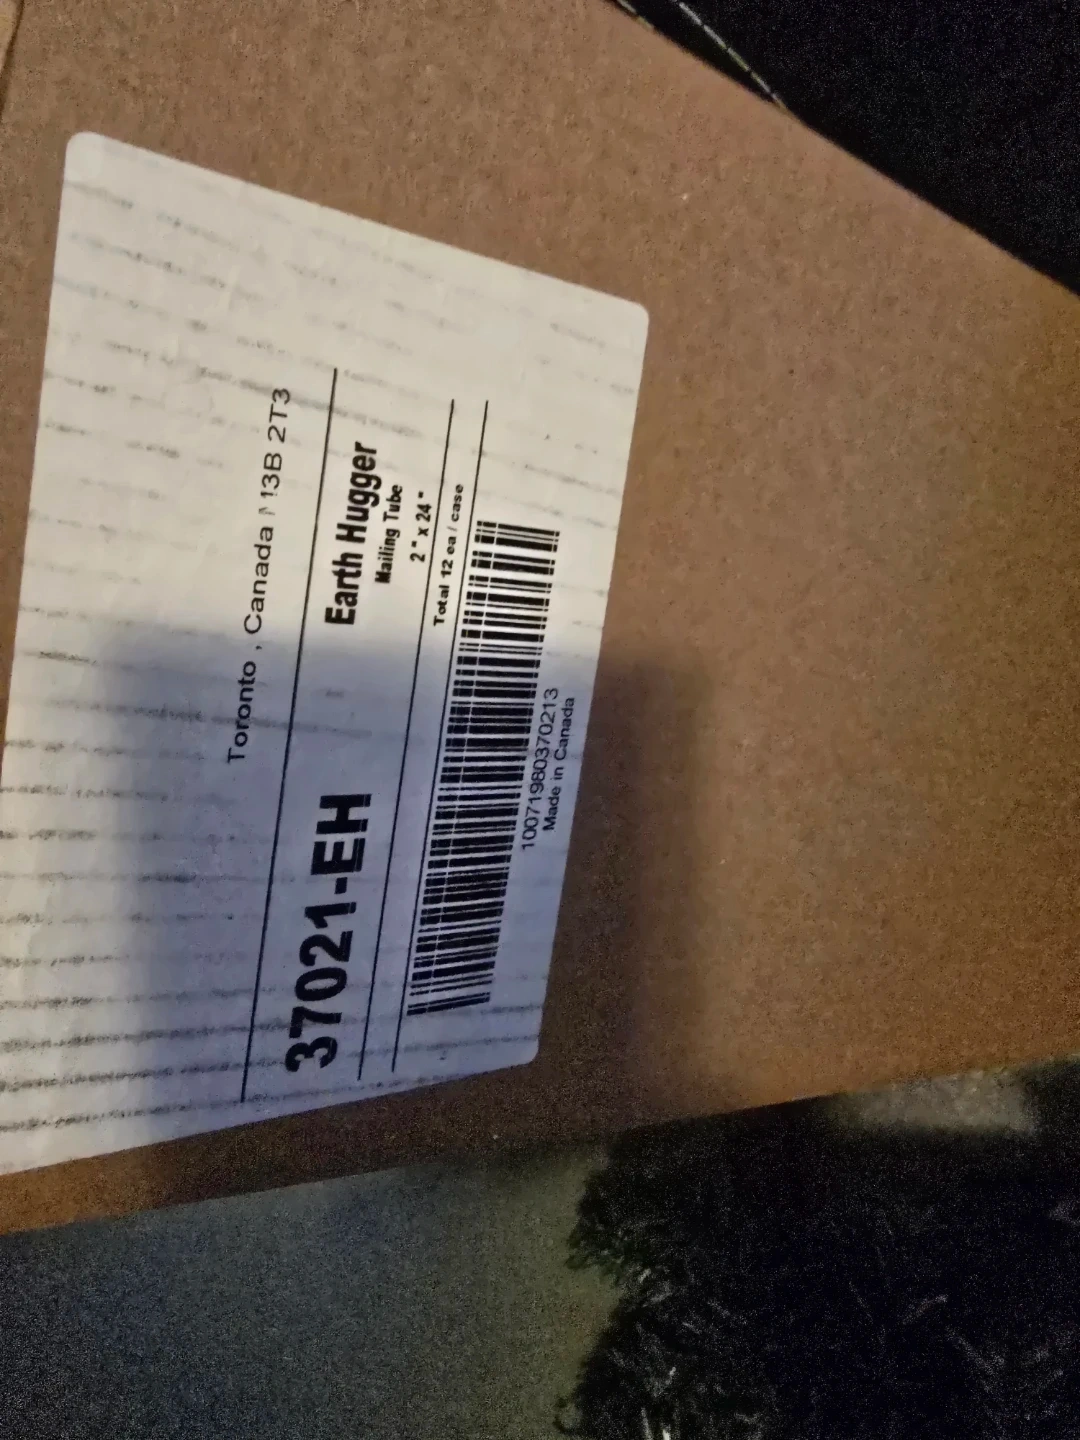 Toronto , Canada M3B 2T3
37021-EH
Earth Hugger
Mailing Tube
2" x 24"
Total 12 ea / case
10071980370213
Made in Canada